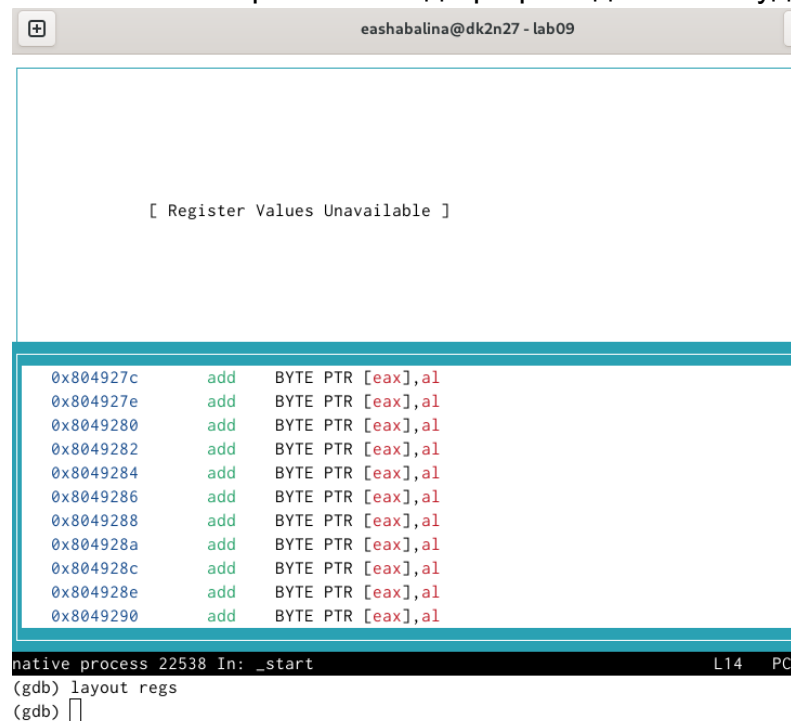 eashabalina@dk2n27 - lab09
[ Register Values Unavailable ]
0x804927c add BYTE PTR [eax],al
0x804927e add BYTE PTR [eax],al
0x8049280 add BYTE PTR [eax],al
0x8049282 add BYTE PTR [eax],al
0x8049284 add BYTE PTR [eax],al
0x8049286 add BYTE PTR [eax],al
0x8049288 add BYTE PTR [eax],al
0x804928a add BYTE PTR [eax],al
0x804928c add BYTE PTR [eax],al
0x804928e add BYTE PTR [eax],al
0x8049290 add BYTE PTR [eax],al
native process 22538 In: _start L14 PC
(gdb) layout regs
(gdb)